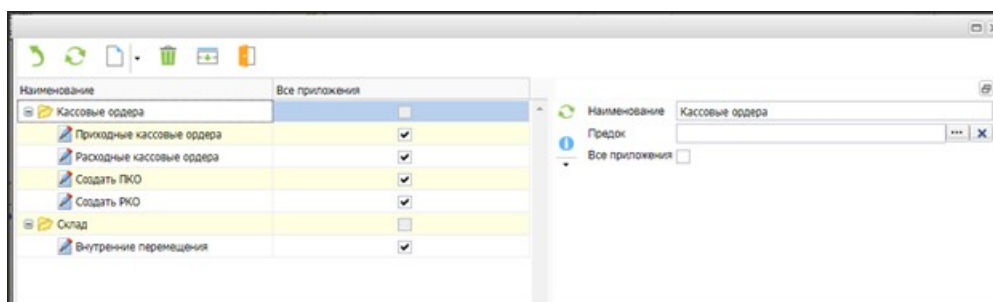 Наименование Все приложения
Кассовые ордера
Приходные кассовые ордера
Расходные кассовые ордера
Создать ПКО
Создать РКО
Склад
Внутренние перемещения
Наименование Кассовые ордера
Предок
Все приложения